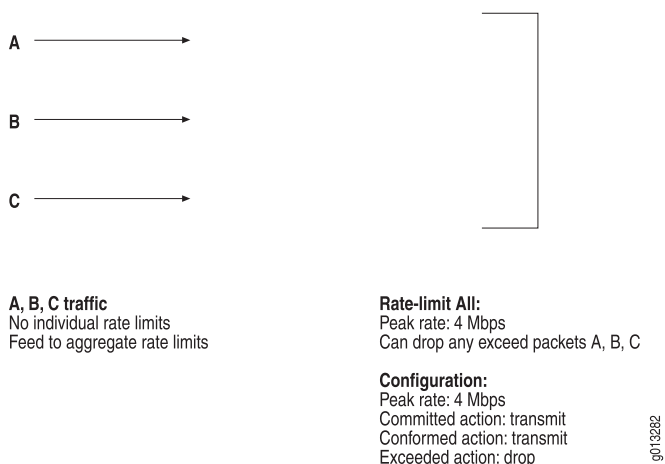 A
B
C
A, B, C traffic
No individual rate limits
Feed to aggregate rate limits
Rate-limit All:
Peak rate: 4 Mbps
Can drop any exceed packets A, B, C
Configuration:
Peak rate: 4 Mbps
Committed action: transmit
Conformed action: transmit
Exceeded action: drop
g013282